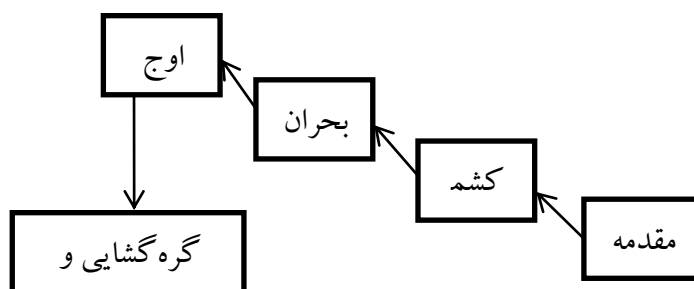 مقدمه
کشم
بحران
اوج
گره گشایی و